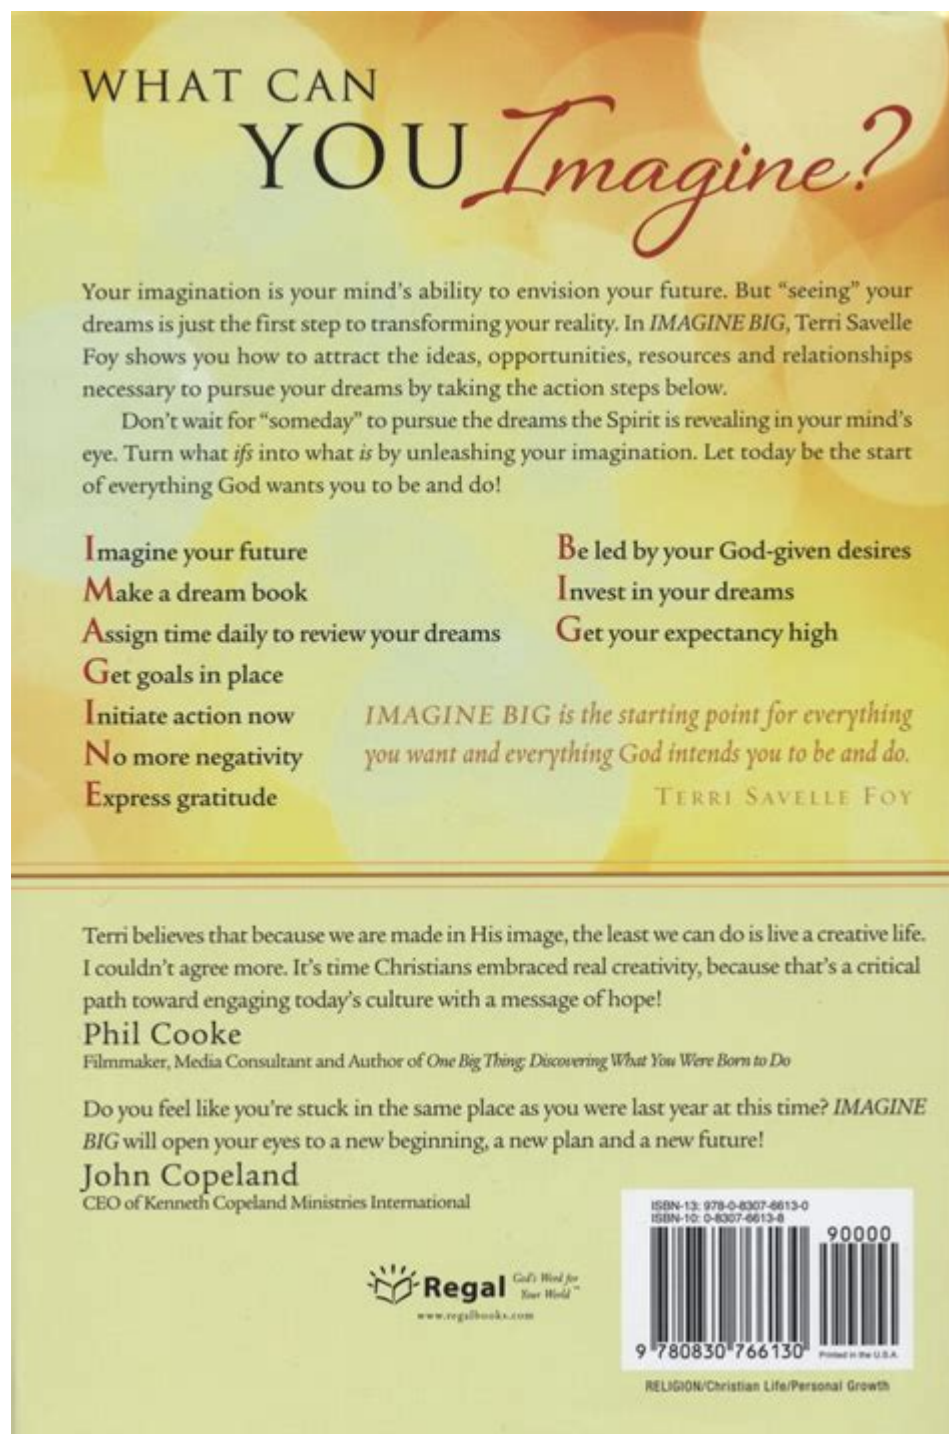 WHAT CAN
YOU Imagine?
Your imagination is your mind's ability to envision your future. But “seeing” your
dreams is just the first step to transforming your reality. In IMAGINE BIG, Terri Savelle
Foy shows you how to attract the ideas, opportunities, resources and relationships
necessary to pursue your dreams by taking the action steps below.
Don't wait for “someday” to pursue the dreams the Spirit is revealing in your mind's
eye. Turn what ifs into what is by unleashing your imagination. Let today be the start
of everything God wants you to be and do!
Imagine your future
Make a dream book
Assign time daily to review your dreams
Get goals in place
Initiate action now
No more negativity
Express gratitude
Be led by your God-given desires
Invest in your dreams
Get your expectancy high
IMAGINE BIG is the starting point for everything
you want and everything God intends you to be and do.
TERRI SAVELLE FOY
Terri believes that because we are made in His image, the least we can do is live a creative life.
I couldn't agree more. It's time Christians embraced real creativity, because that's a critical
path toward engaging today's culture with a message of hope!
Phil Cooke
Filmmaker, Media Consultant and Author of One Big Thing: Discovering What You Were Born to Do
Do you feel like you're stuck in the same place as you were last year at this time? IMAGINE
BIG will open your eyes to a new beginning, a new plan and a new future!
John Copeland
CEO of Kenneth Copeland Ministries International
Regal
God's Word for
Your World™
www.regalbooks.com
ISBN-13: 978-0-8307-6613-0
ISBN-10: 0-8307-6613-8
90000
9 780830 766130
Printed in the U.S.A.
RELIGION/Christian Life/Personal Growth